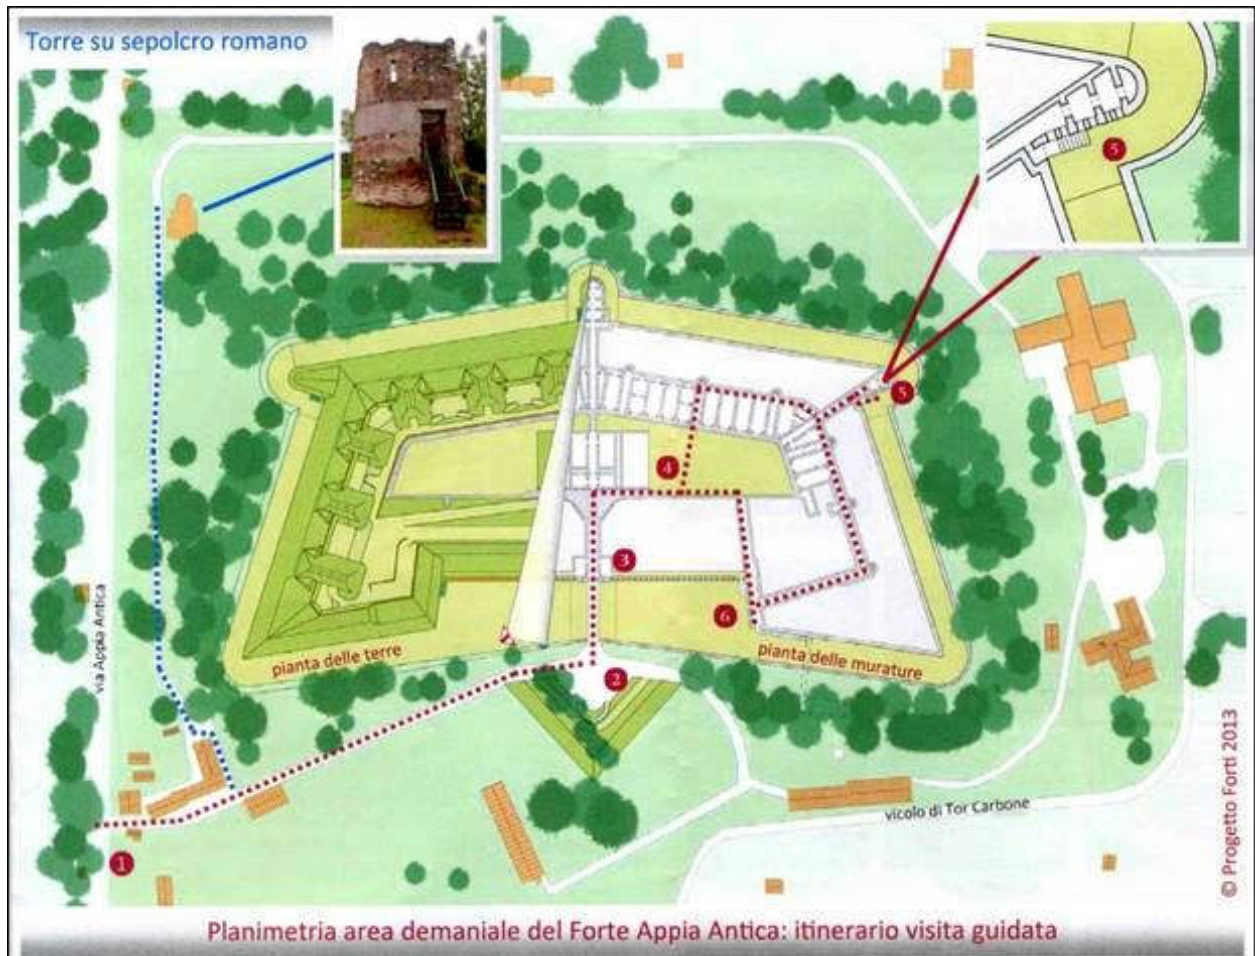 Torre su sepolcro romano
5
5
4
3
6
via Appia Antica
pianta delle terre
pianta delle murature
2
vicolo di Tor Carbone
1
© Progetto Forti 2013
Planimetria area demaniale del Forte Appia Antica: itinerario visita guidata